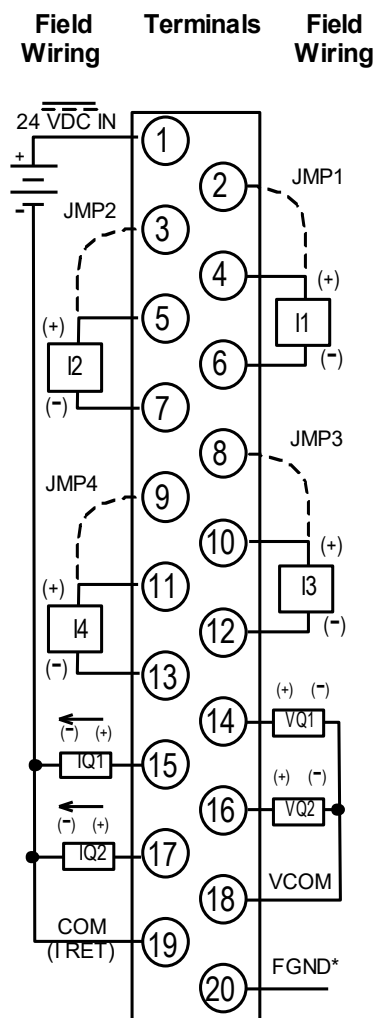 Field Wiring
Terminals
Field Wiring
24 VDC IN
+
-
1
2
JMP1
JMP2
3
4
(+)
I1
(+)
5
I2
6
(-)
(-)
7
8
JMP3
JMP4
9
10
(+)
(+)
11
I3
I4
12
(-)
(-)
13
(+) (-)
14
VQ1
(-) (+)
IQ1
15
(+) (-)
16
VQ2
(-) (+)
IQ2
17
18
VCOM
COM
(I RET)
19
20
FGND*